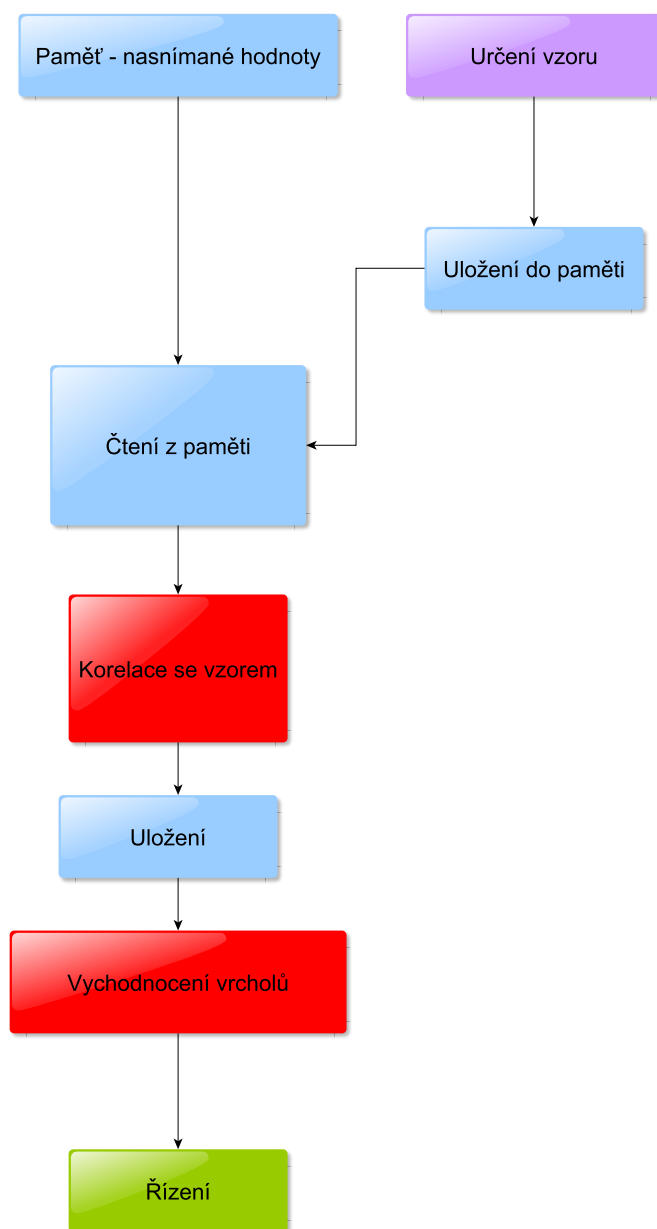 Paměť - nasnímané hodnoty
Určení vzoru
Uložení do paměti
Čtení z paměti
Korelace se vzorem
Uložení
Vychodnocení vrcholů
Řízení